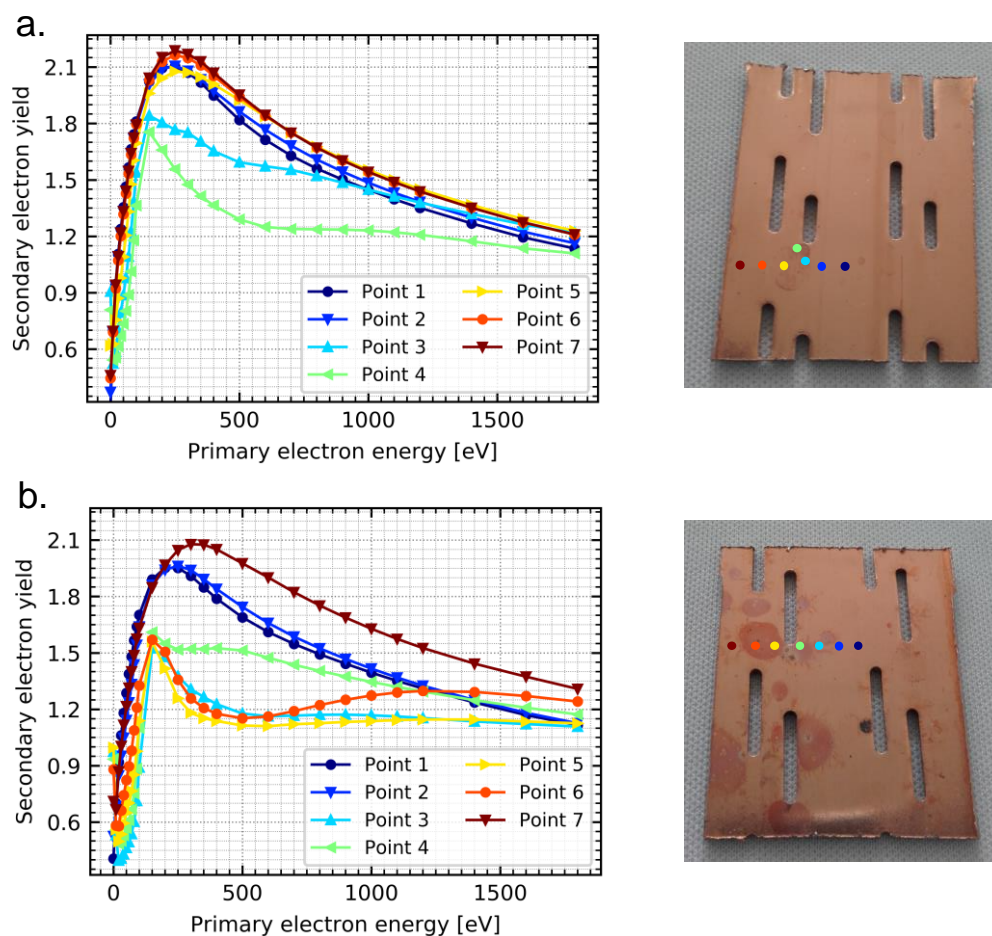 a.
2.1
1.8
1.5
1.2
0.9
0.6
Secondary electron yield
Point 1
Point 2
Point 3
Point 4
Point 5
Point 6
Point 7
0
500
1000
1500
Primary electron energy [eV]
b.
2.1
1.8
1.5
1.2
0.9
0.6
Secondary electron yield
Point 1
Point 2
Point 3
Point 4
Point 5
Point 6
Point 7
0
500
1000
1500
Primary electron energy [eV]